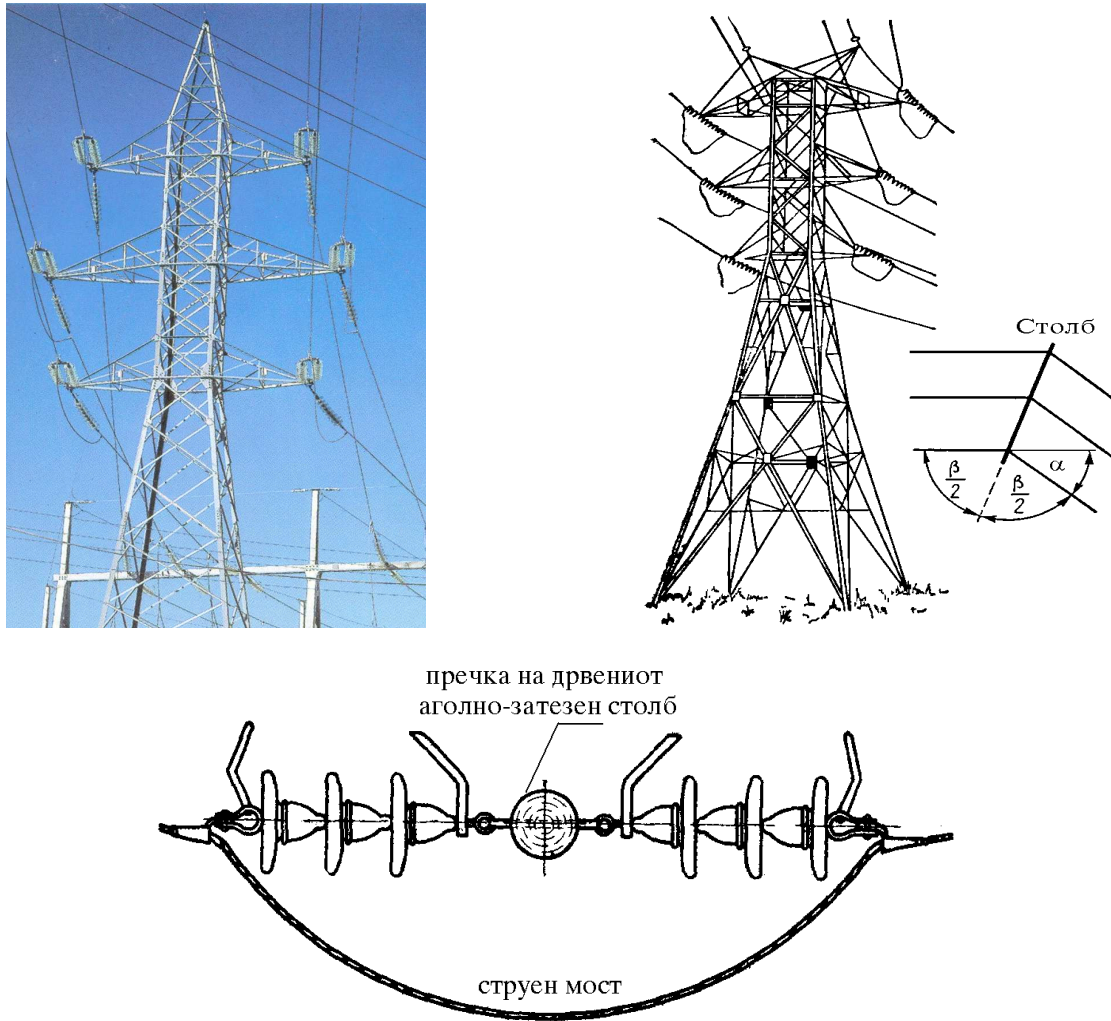 Столб
β/2
β/2
α
пречка на дрвениот
аголно-затезен столб
струен мост